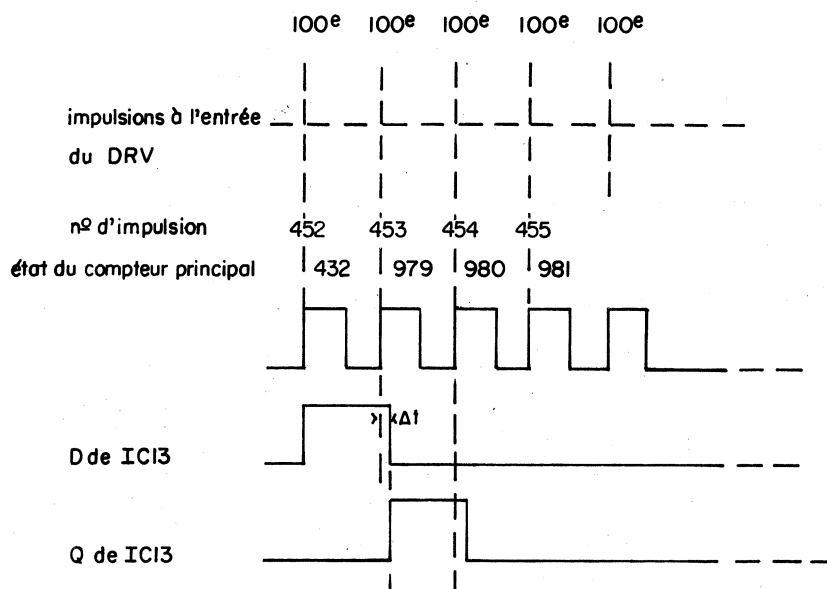 100e 100e 100e 100e 100e
impulsions à l'entrée
du DRV
nº d'impulsion 452 453 454 455
état du compteur principal 432 979 980 981
Δt
D de IC13
Q de IC13